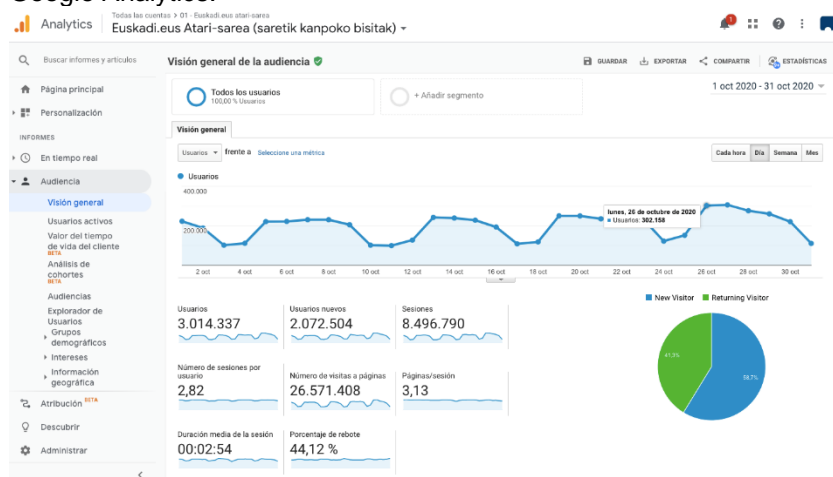 Google Analytics.
Analytics
Todas las cuentas > 01 - Euskadi.eus atari-sarea
Euskadi.eus Atari-sarea (saretik kanpoko bisitak)
Buscar informes y artículos
Página principal
Personalización
INFORMES
En tiempo real
Audiencia
Visión general
Usuarios activos
Valor del tiempo
de vida del cliente
BETA
Análisis de
cohortes
BETA
Audiencias
Explorador de
Usuarios
Grupos
demográficos
Intereses
Información
geográfica
Atribución BETA
Descubrir
Administrar
Visión general de la audiencia
GUARDAR
EXPORTAR
COMPARTIR
ESTADÍSTICAS
Todos los usuarios
100,00 % Usuarios
+ Añadir segmento
1 oct 2020 - 31 oct 2020
Visión general
Usuarios
frente a
Seleccione una métrica
Cada hora
Día
Semana
Mes
Usuarios
400.000
200.000
lunes, 26 de octubre de 2020
Usuarios: 302.158
2 oct
4 oct
6 oct
8 oct
10 oct
12 oct
14 oct
16 oct
18 oct
20 oct
22 oct
24 oct
26 oct
28 oct
30 oct
New Visitor
Returning Visitor
Usuarios
3.014.337
Usuarios nuevos
2.072.504
Sesiones
8.496.790
Número de sesiones por
usuario
2,82
Número de visitas a páginas
26.571.408
Páginas/sesión
3,13
Duración media de la sesión
00:02:54
Porcentaje de rebote
44,12 %
41,3%
58,7%